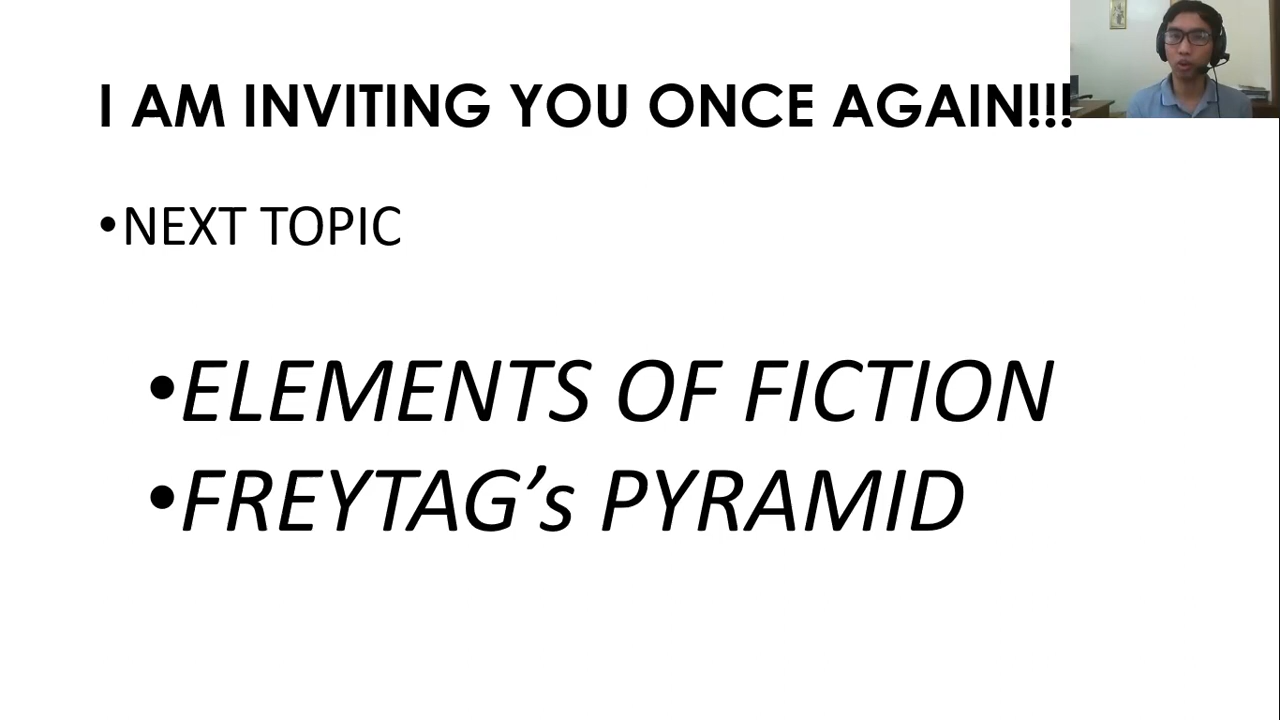 I AM INVITING YOU ONCE AGAIN!!!
•NEXT TOPIC
•ELEMENTS OF FICTION
•FREYTAG’s PYRAMID